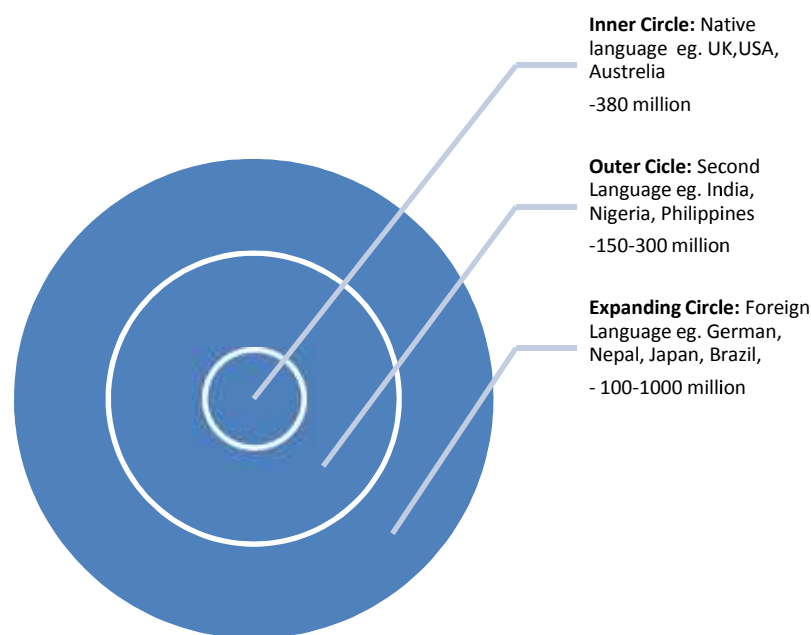 Inner Circle: Native
language eg. UK,USA,
Austrelia
-380 million
Outer Cicle: Second
Language eg. India,
Nigeria, Philippines
-150-300 million
Expanding Circle: Foreign
Language eg. German,
Nepal, Japan, Brazil,
- 100-1000 million